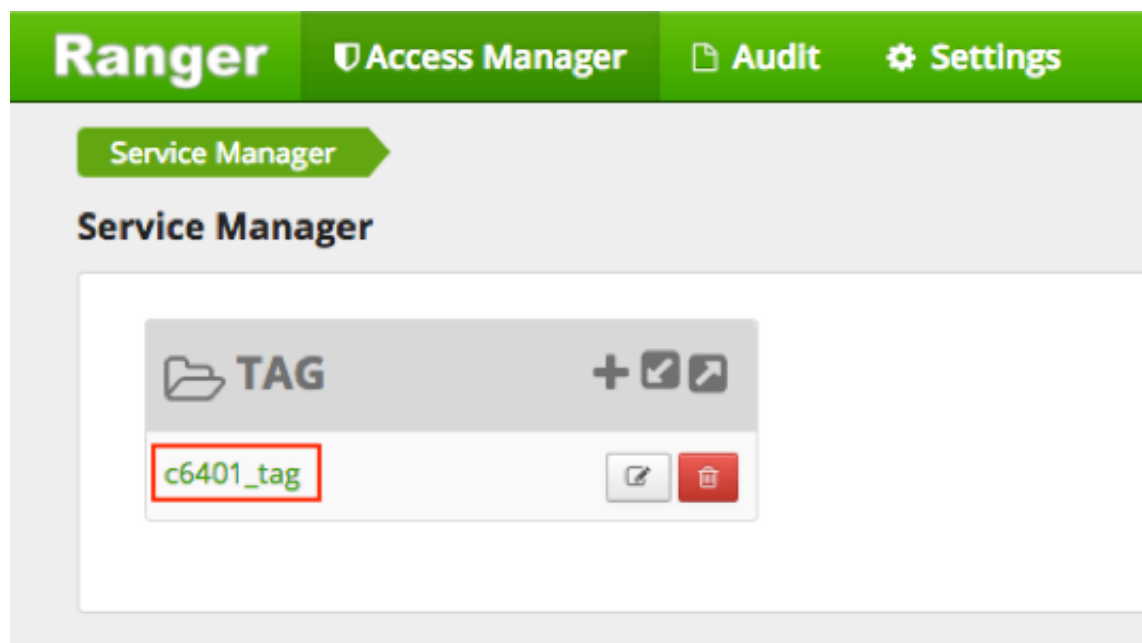 Ranger Access Manager Audit Settings
Service Manager
Service Manager
TAG
c6401_tag